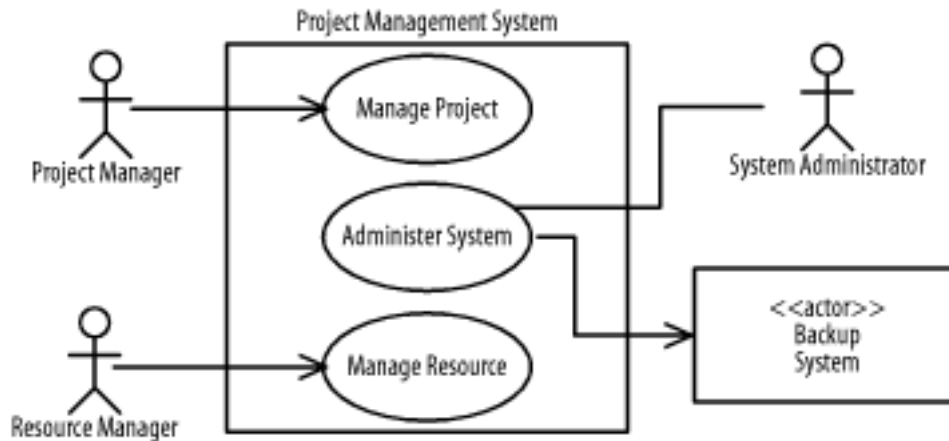 Project Management System
Manage Project
Project Manager
System Administrator
Administer System
<<actor>>
Backup
System
Manage Resource
Resource Manager